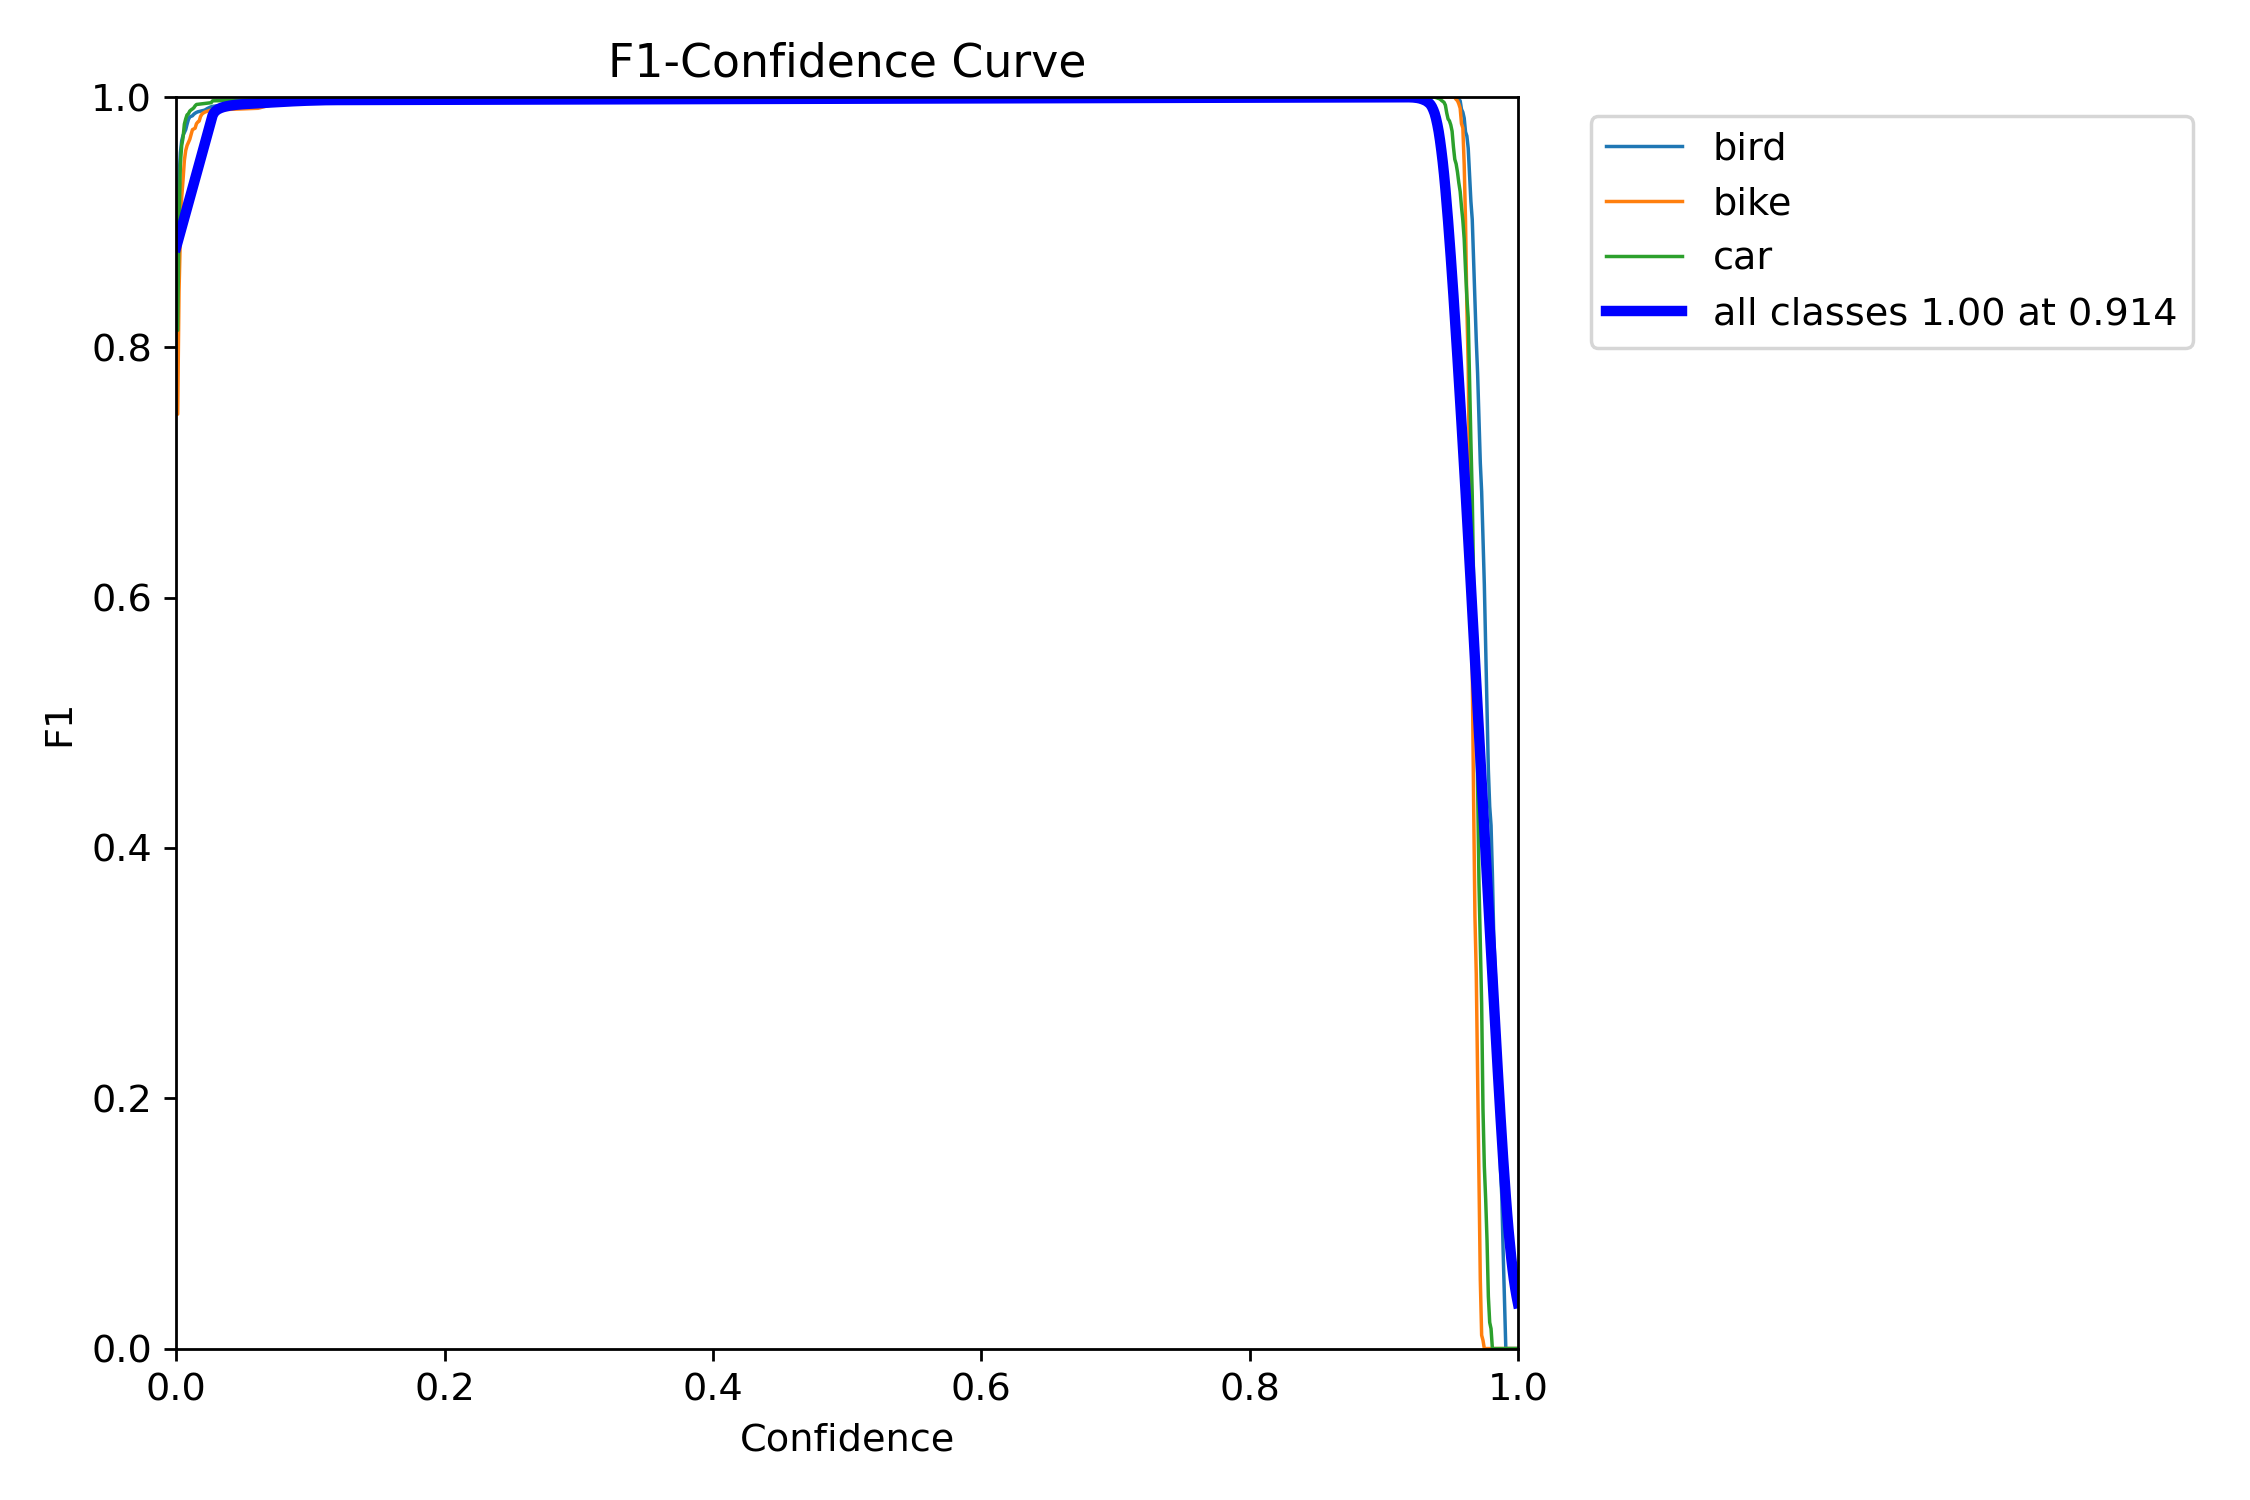 F1-Confidence Curve
1.0
0.8
0.6
0.4
0.2
0.0
F1
0.0 0.2 0.4 0.6 0.8 1.0
Confidence
bird
bike
car
all classes 1.00 at 0.914